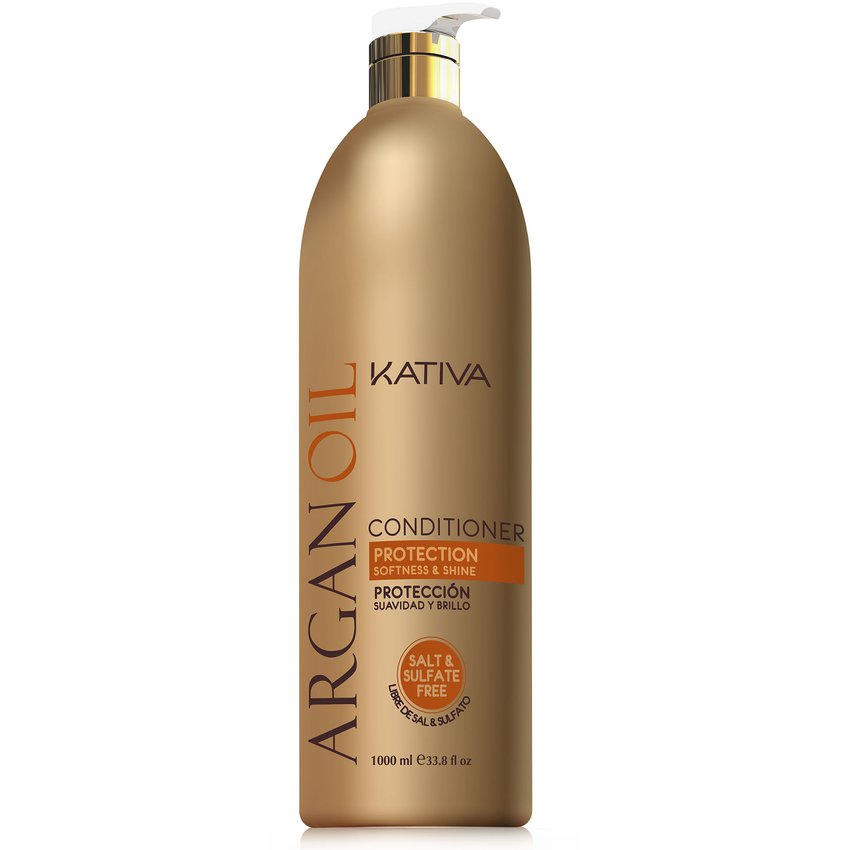 ARGAN OIL
KATIVA
CONDITIONER
PROTECTION
SOFTNESS & SHINE
PROTECCIÓN
SUAVIDAD Y BRILLO
SALT &
SULFATE
FREE
LIBRE DE SAL & SULFATO
1000 ml ℮33.8 fl oz